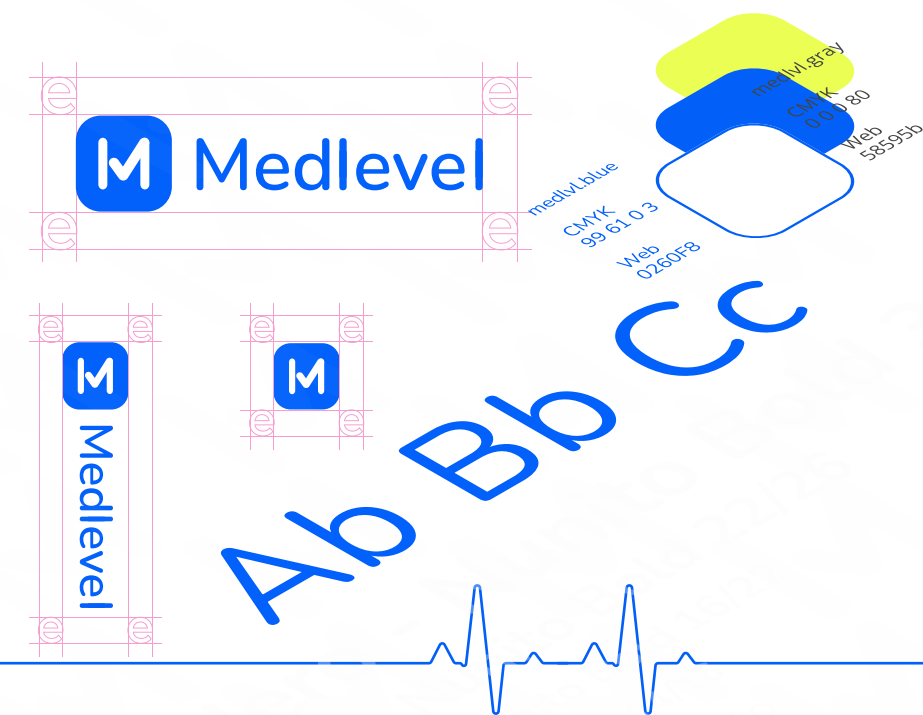 e e
M Medlevel
e e
medlvl.gray
CMYK
0 0 0 80
Web
58595b
medlvl.blue
CMYK
99 61 0 3
Web
0260F8
e e
M
Medlevel
e e
e e
M
e e
Ab Bb Cc